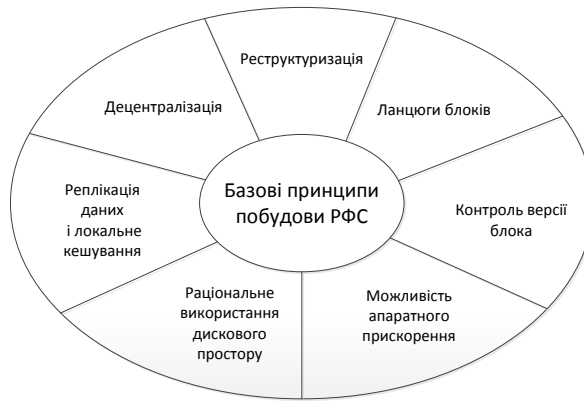 Реструктуризація
Децентралізація
Ланцюги блоків
Реплікація
даних
і локальне
кешування
Базові принципи
побудови РФС
Контроль версії
блока
Раціональне
використання
дискового
простору
Можливість
апаратного
прискорення